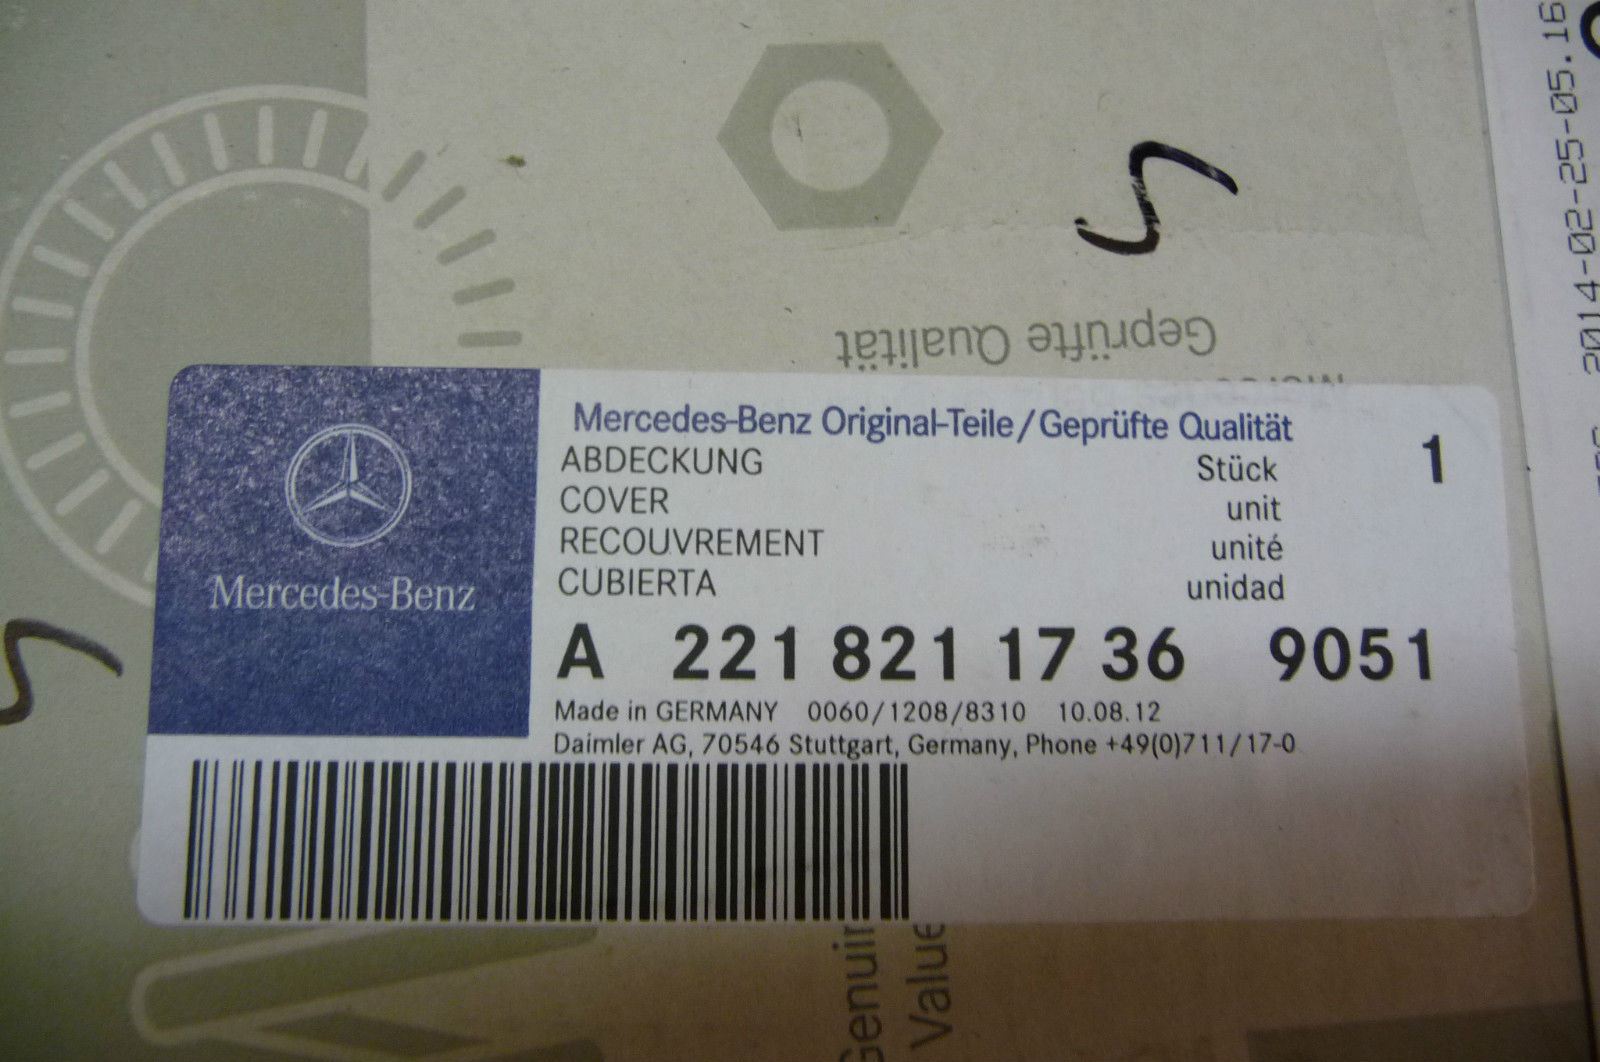 2014-02-25-05.16
Geprüfte Qualität
Mercedes-Benz
Mercedes-Benz Original-Teile/Geprüfte Qualität
ABDECKUNG Stück 1
COVER unit
RECOUVREMENT unité
CUBIERTA unidad
A 221 821 17 36 9051
Made in GERMANY 0060/1208/8310 10.08.12
Daimler AG, 70546 Stuttgart, Germany, Phone +49(0)711/17-0
Value